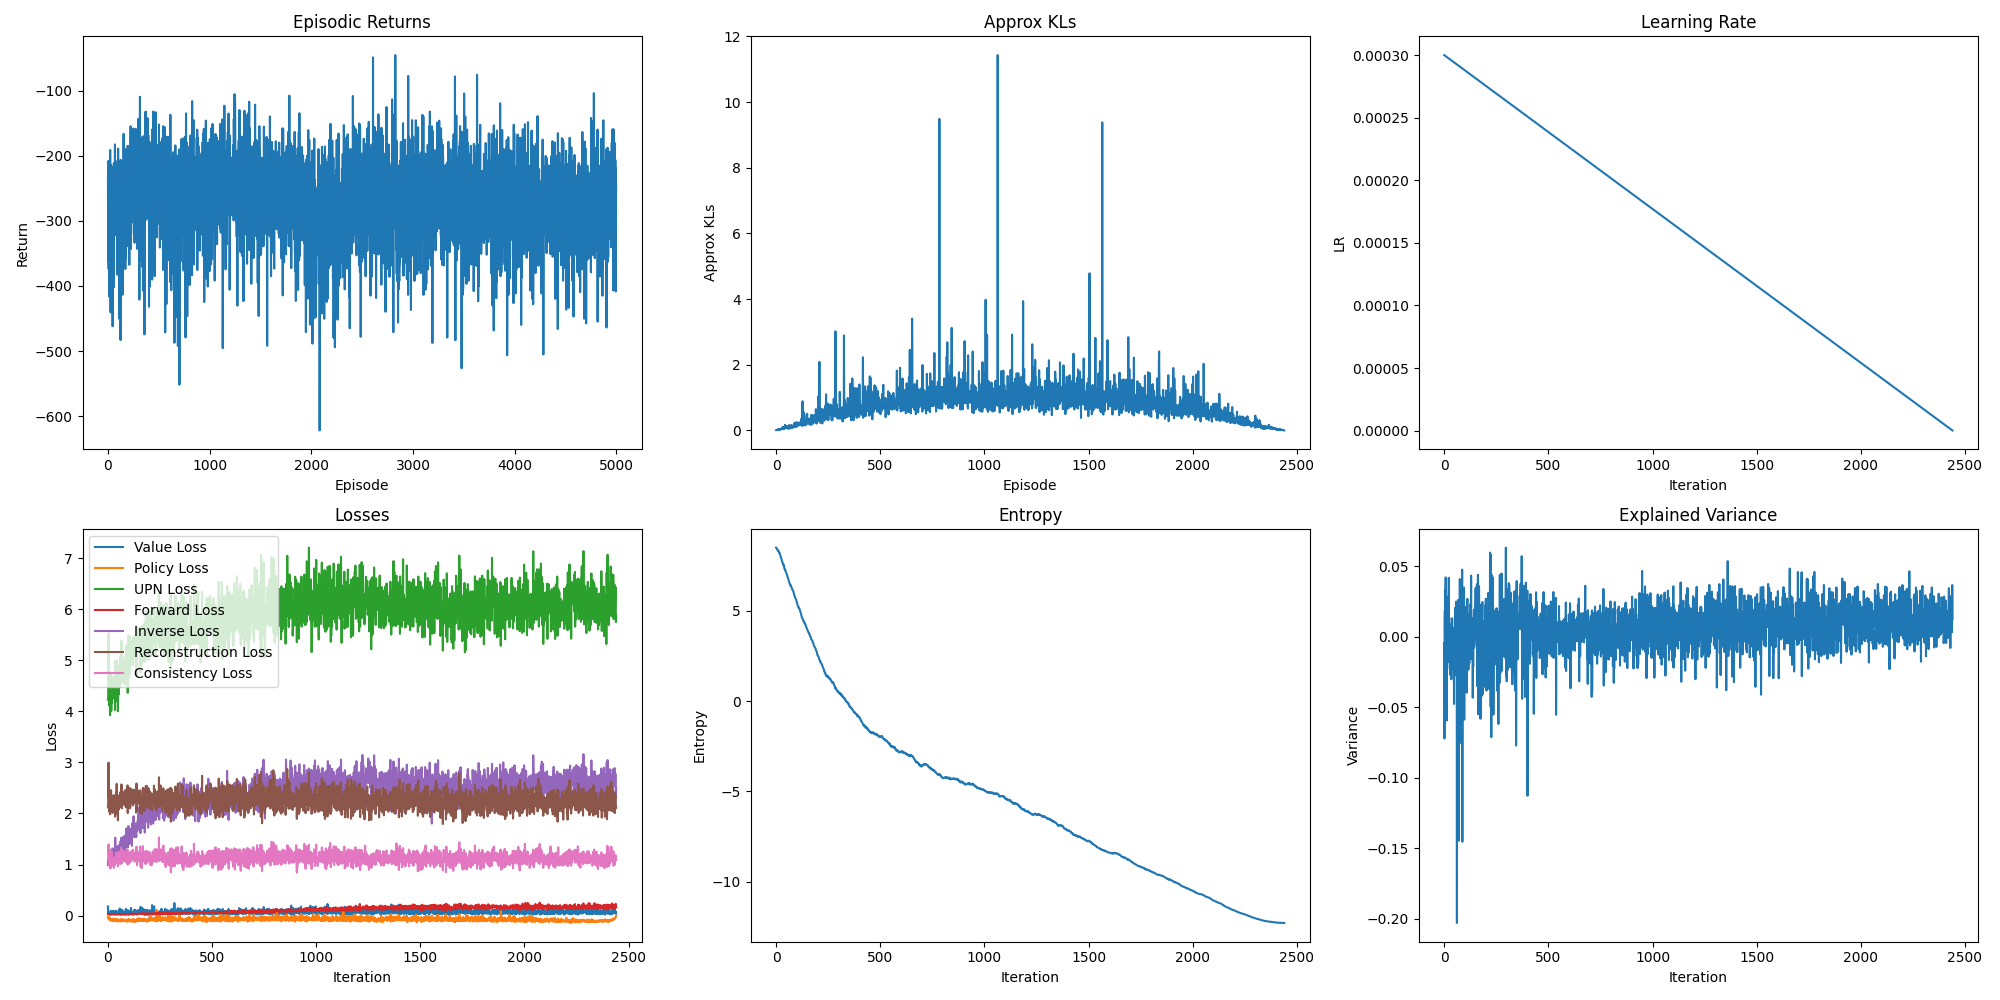 Episodic Returns
Return
−100
−200
−300
−400
−500
−600
0
1000
2000
3000
4000
5000
Episode
Approx KLs
Approx KLs
12
10
8
6
4
2
0
0
500
1000
1500
2000
2500
Episode
Learning Rate
LR
0.00030
0.00025
0.00020
0.00015
0.00010
0.00005
0.00000
0
500
1000
1500
2000
2500
Iteration
Losses
Value Loss
Policy Loss
UPN Loss
Forward Loss
Inverse Loss
Reconstruction Loss
Consistency Loss
Loss
7
6
5
4
3
2
1
0
0
500
1000
1500
2000
2500
Iteration
Entropy
Entropy
5
0
−5
−10
0
500
1000
1500
2000
2500
Iteration
Explained Variance
Variance
0.05
0.00
−0.05
−0.10
−0.15
−0.20
0
500
1000
1500
2000
2500
Iteration